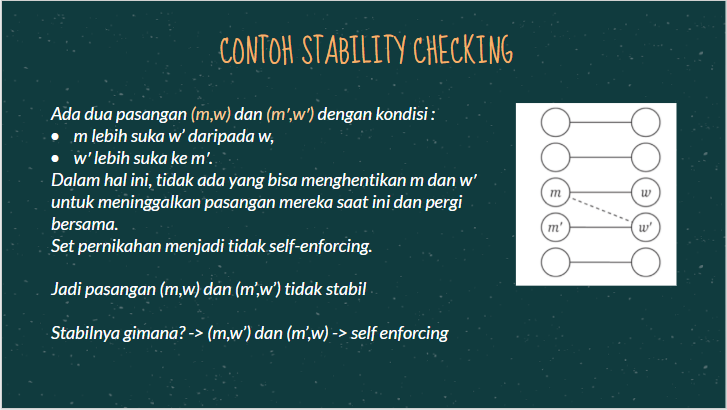 CONTOH STABILITY CHECKING
Ada dua pasangan (m,w) dan (m',w') dengan kondisi :
• m lebih suka w' daripada w,
• w' lebih suka ke m'.
Dalam hal ini, tidak ada yang bisa menghentikan m dan w'
untuk meninggalkan pasangan mereka saat ini dan pergi
bersama.
Set pernikahan menjadi tidak self-enforcing.
Jadi pasangan (m,w) dan (m',w') tidak stabil
Stabilnya gimana? -> (m,w') dan (m',w) -> self enforcing
m w
m' w'